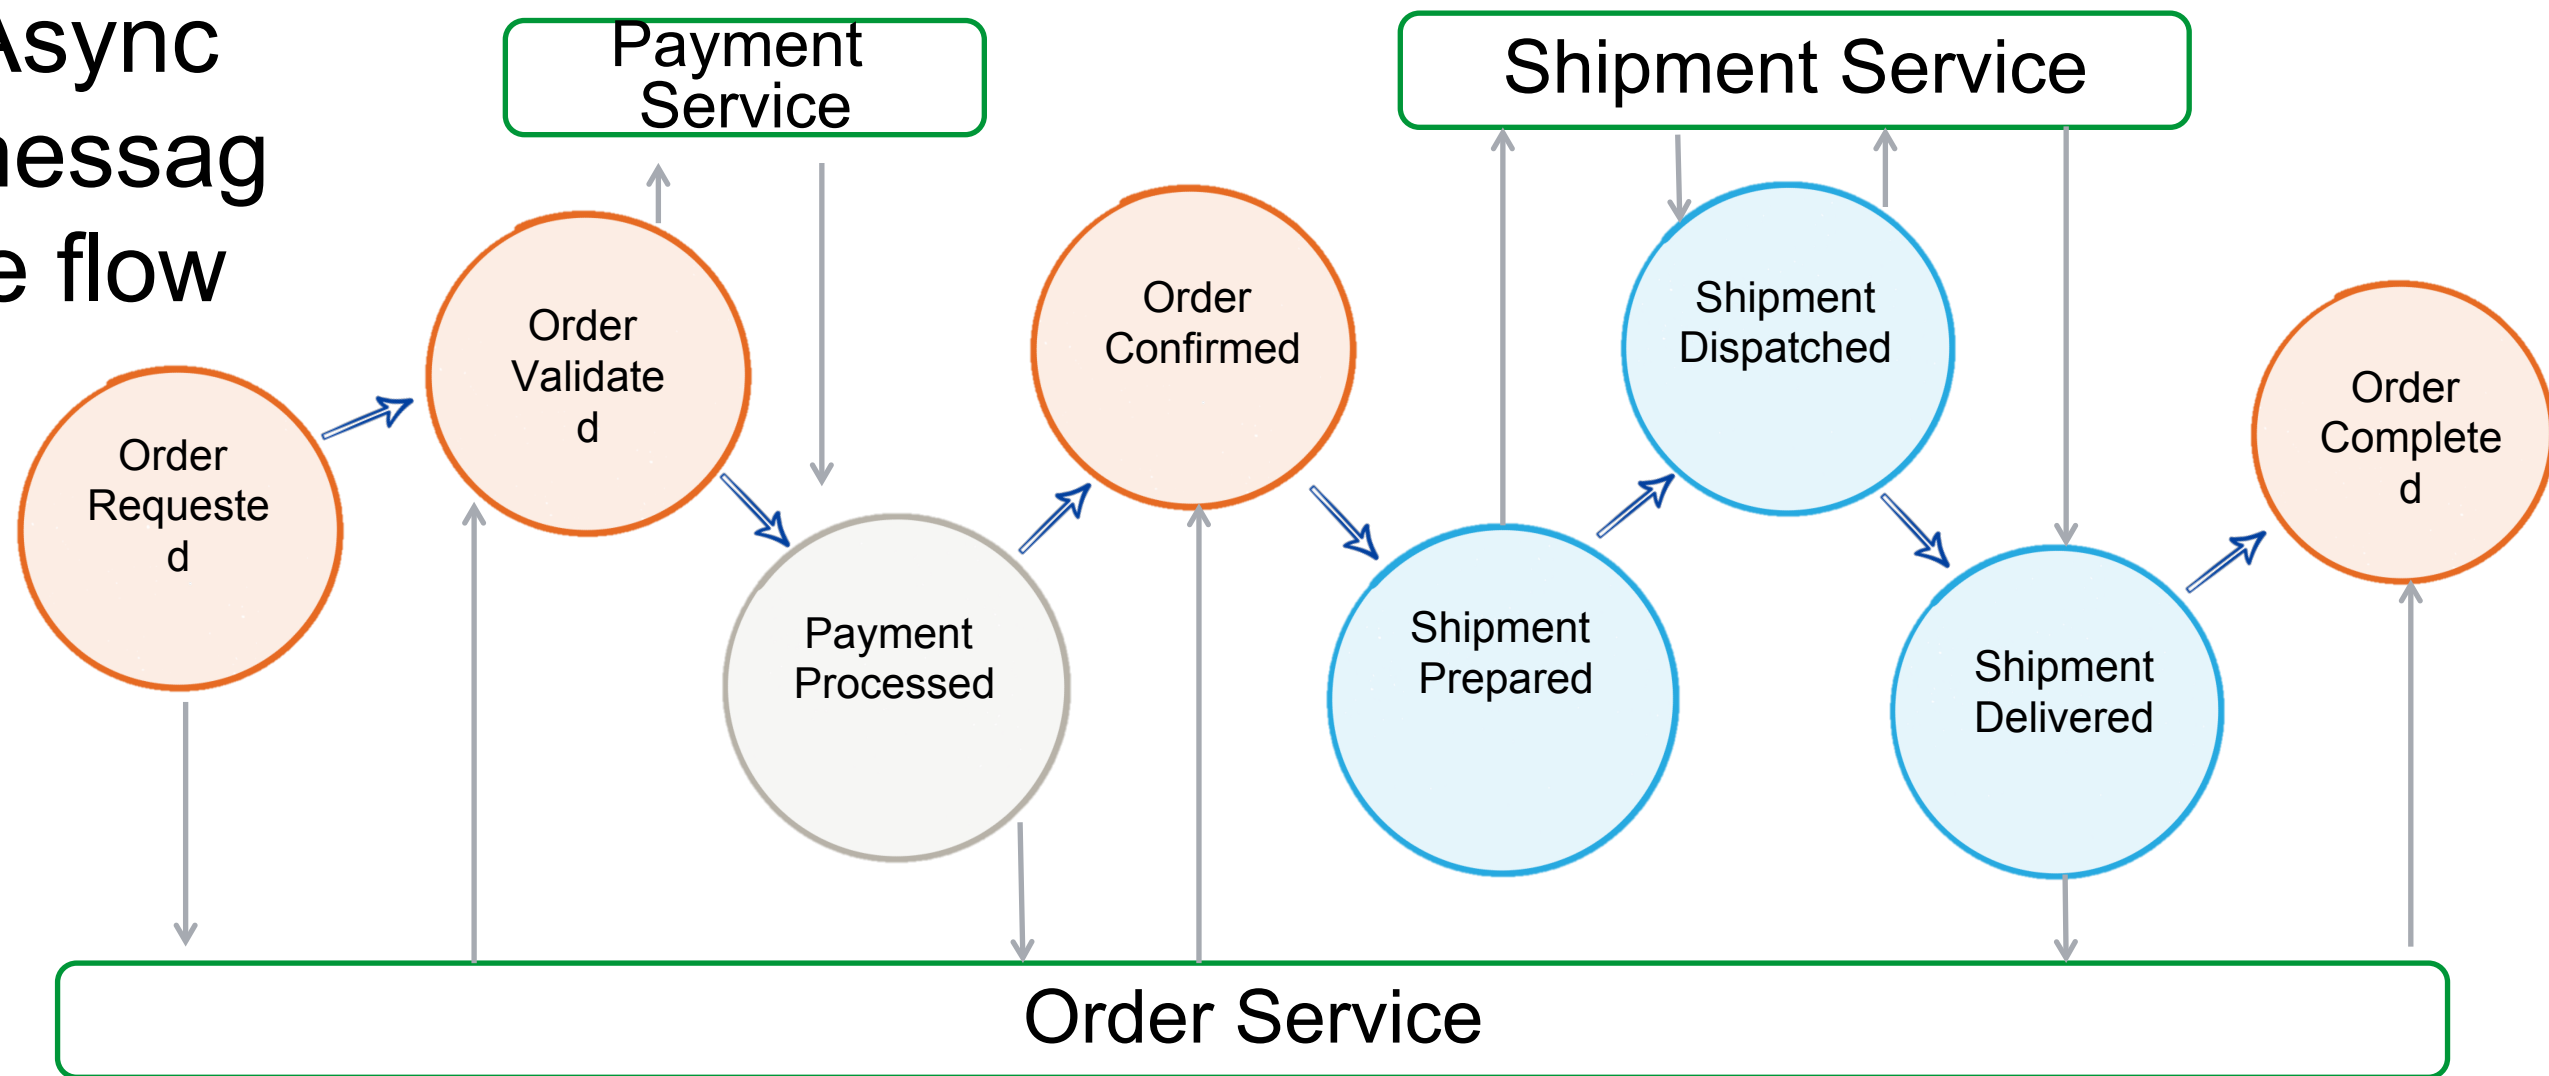 Async
messag
e flow
Payment
Service
Shipment Service
Order
Requeste
d
Order
Validate
d
Payment
Processed
Order
Confirmed
Shipment
Prepared
Shipment
Dispatched
Shipment
Delivered
Order
Complete
d
Order Service